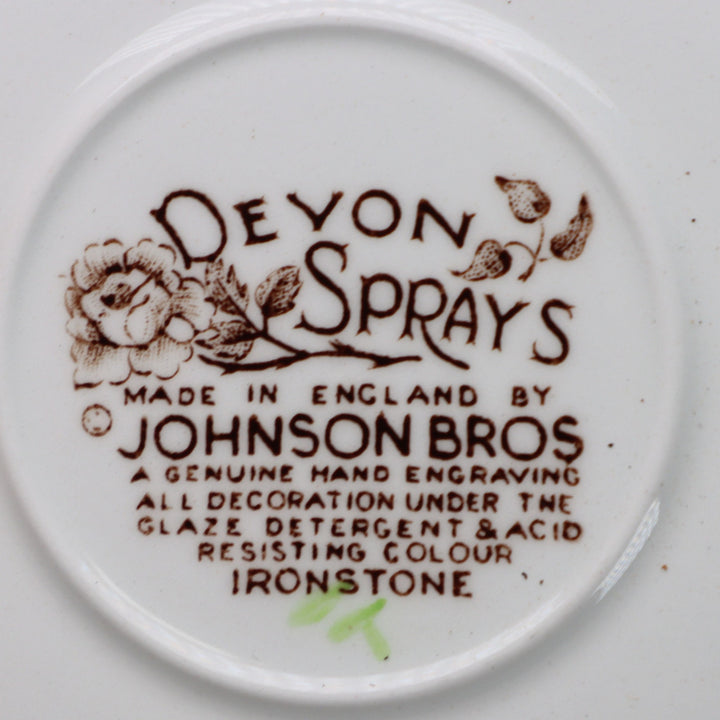 DEVON
SPRAYS
MADE IN ENGLAND BY
©
JOHNSON BROS
A GENUINE HAND ENGRAVING
ALL DECORATION UNDER THE
GLAZE DETERGENT & ACID
RESISTING COLOUR
IRONSTONE